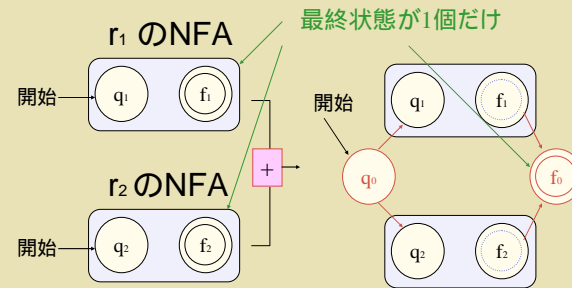 最終状態が1個だけ
r1 のNFA
開始 q1 f1
+
r2 のNFA
開始 q2 f2
開始
q1 f1
q0 f0
q2 f2